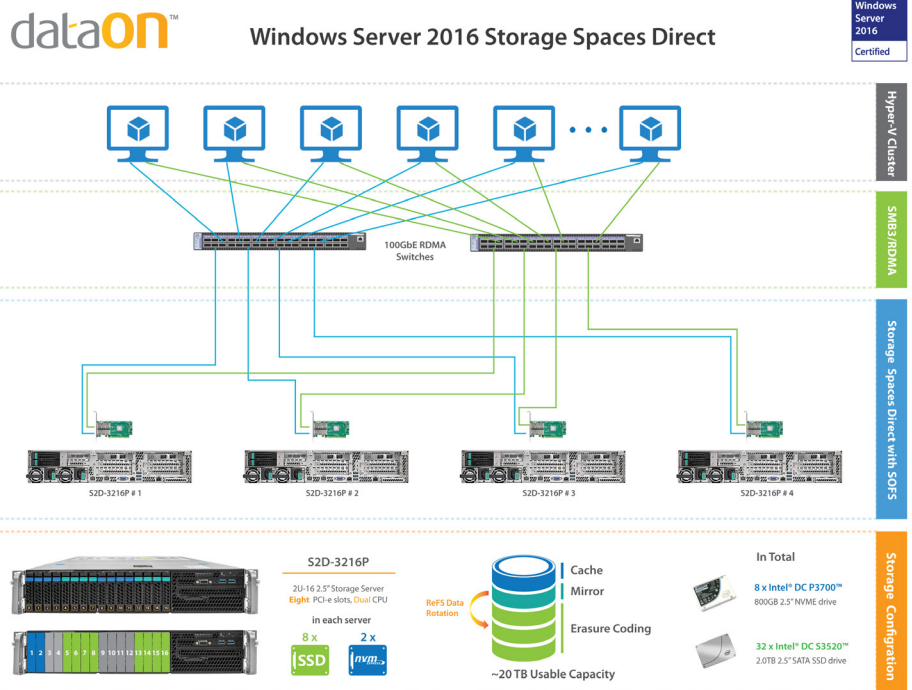 dataON™
Windows Server 2016 Storage Spaces Direct
Windows
Server
2016
Certified
Hyper-V Cluster
SMB3/RDMA
100GbE RDMA
Switches
Storage Spaces Direct with SOFS
S2D-3216P # 1
S2D-3216P # 2
S2D-3216P # 3
S2D-3216P # 4
Storage Configration
S2D-3216P
2U-16 2.5" Storage Server
Eight PCI-e slots, Dual CPU
in each server
8 x
2 x
SSD
nvm
1 2 3 4 5 6 7 8 9 10 11 12 13 14 15 16
ReFS Data
Rotation
Cache
Mirror
Erasure Coding
~20 TB Usable Capacity
In Total
8 x Intel® DC P3700™
800GB 2.5" NVME drive
32 x Intel® DC S3520™
2.0TB 2.5" SATA SSD drive